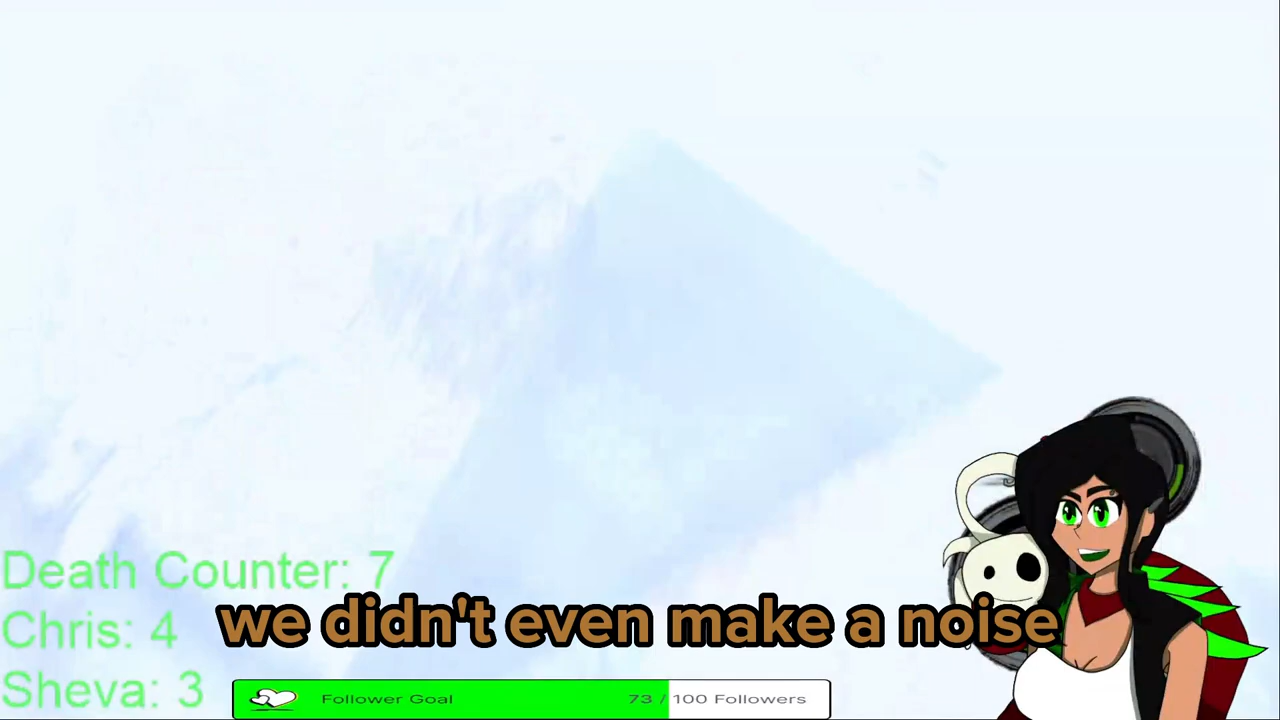 Death Counter: 7
Chris: 4
Sheva: 3
we didn't even make a noise
Follower Goal 73 / 100 Followers